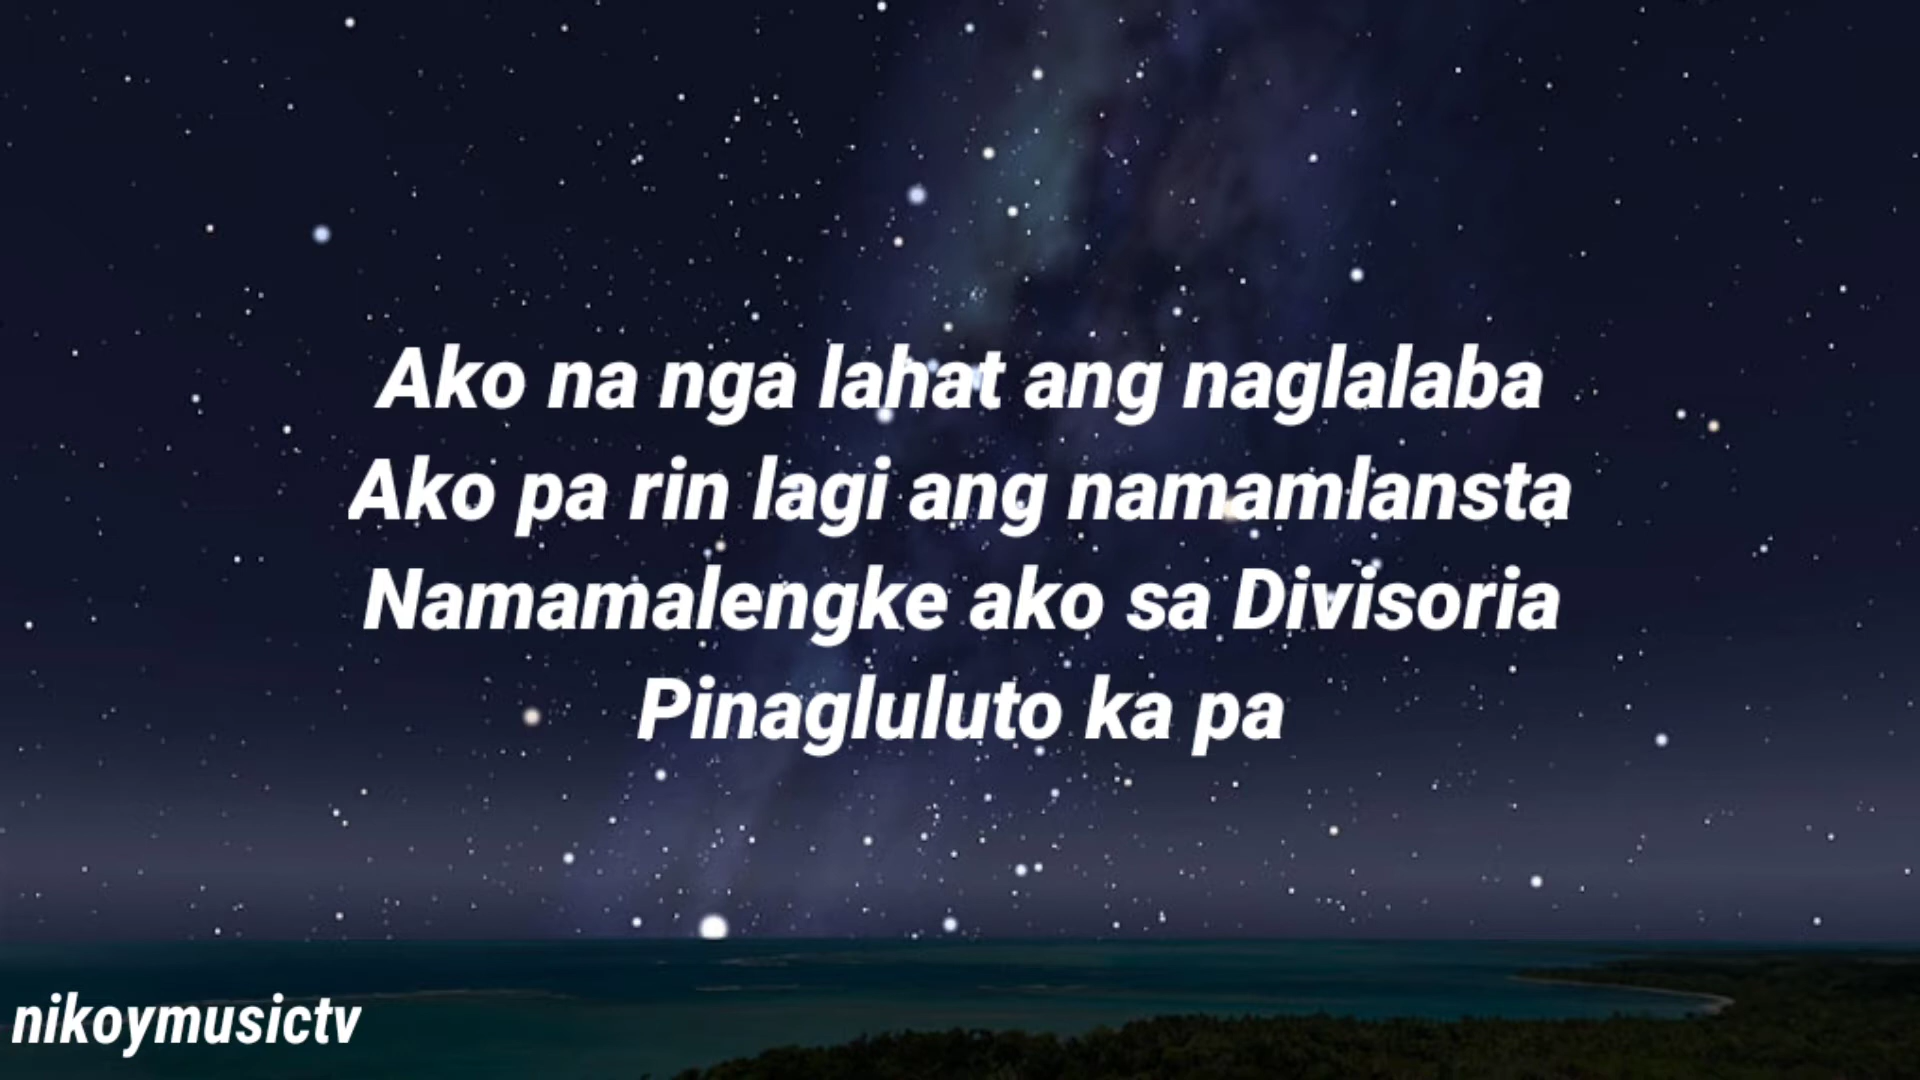 Ako na nga lahat ang naglalaba
Ako pa rin lagi ang namamlansta
Namamalengke ako sa Divisoria
Pinagluluto ka pa
nikoymusictv